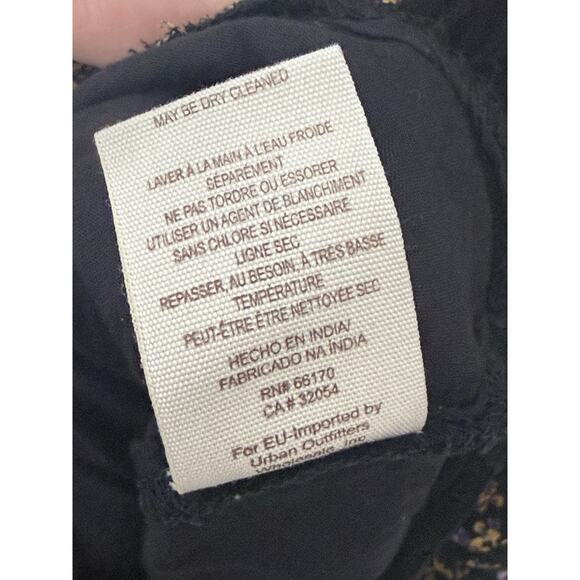 MAY BE DRY CLEANED
LAVER À LA MAIN À L'EAU FROIDE
SÉPARÉMENT
NE PAS TORDRE OU ESSORER
UTILISER UN AGENT DE BLANCHIMENT
SANS CHLORE SI NÉCESSAIRE
LIGNE SEC
REPASSER, AU BESOIN, À TRÈS BASSE
TEMPÉRATURE
PEUT-ÊTRE ÊTRE NETTOYÉE SEC
HECHO EN INDIA/
FABRICADO NA ÍNDIA
RN# 66170
CA # 32054
For EU-Imported by
Urban Outfitters
Wholesale, Inc